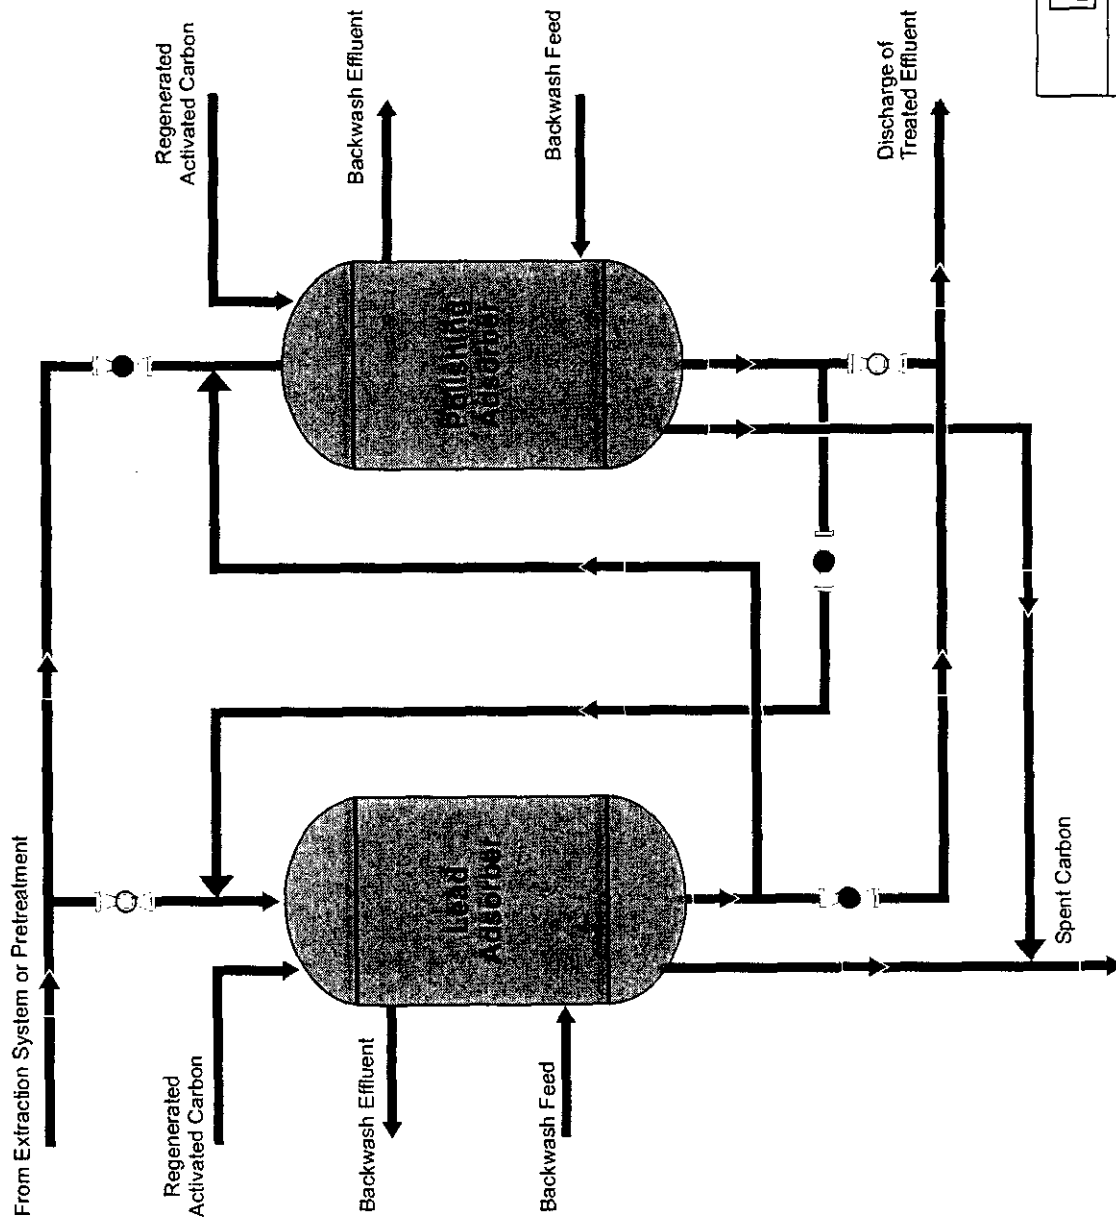 From Extraction System or Pretreatment
Regenerated
Activated Carbon
Backwash Effluent
Backwash Feed
Lead
Adsorber
Spent Carbon
Regenerated
Activated Carbon
Backwash Effluent
Backwash Feed
Polishing
Adsorber
Discharge of
Treated Effluent